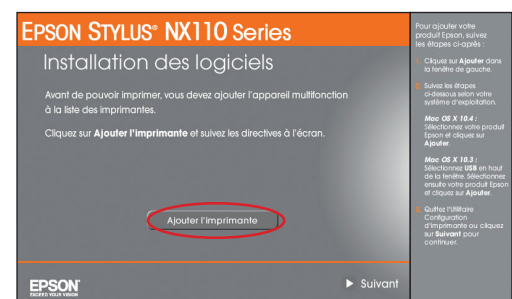 EPSON STYLUS® NX110 Series
Installation des logiciels
Avant de pouvoir imprimer, vous devez ajouter l'appareil multifonction
à la liste des imprimantes.
Cliquez sur Ajouter l'imprimante et suivez les directives à l'écran.
Ajouter l'imprimante
EPSON®
EXCEED YOUR VISION
Suivant
Pour ajouter votre
produit Epson, suivez
les étapes ci-après :
1. Cliquez sur Ajouter dans
la fenêtre de gauche.
2. Suivez les étapes
ci-dessous selon votre
système d'exploitation.
Mac OS X 10.4 :
Sélectionnez votre produit
Epson et cliquez sur
Ajouter.
Mac OS X 10.3 :
Sélectionnez USB en haut
de la fenêtre. Sélectionnez
ensuite votre produit Epson
et cliquez sur Ajouter.
3. Quittez l'Utilitaire
Configuration
d'imprimante ou cliquez
sur Suivant pour
continuer.